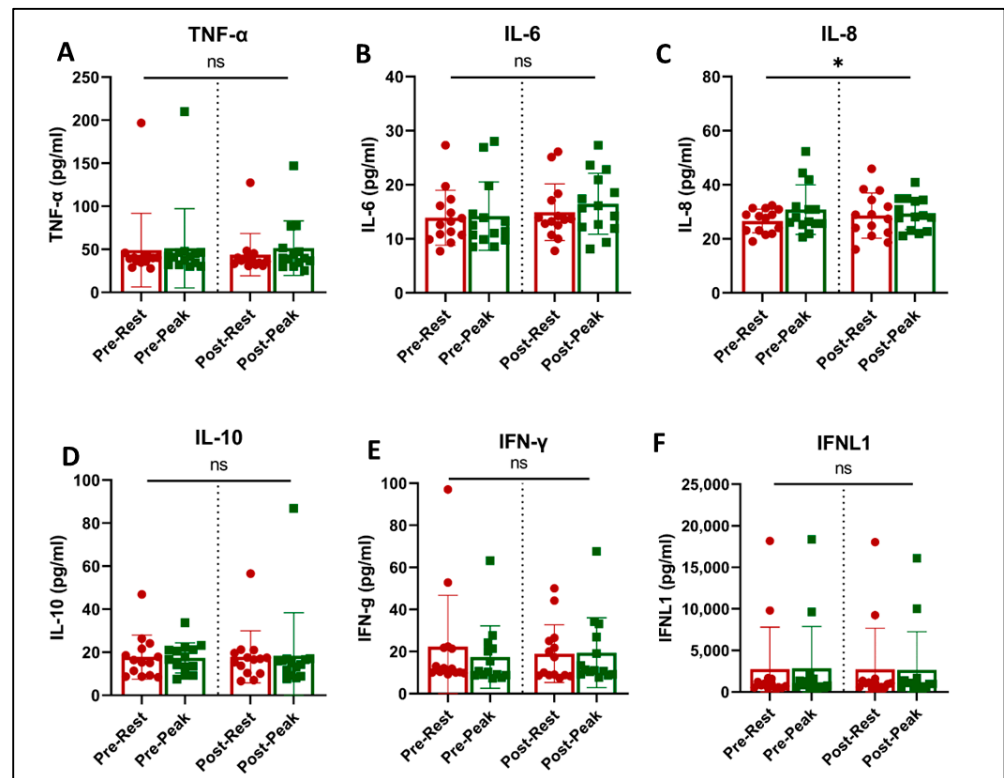 A
TNF-α
ns
TNF-α (pg/ml)
250
200
150
100
50
0
Pre-Rest
Pre-Peak
Post-Rest
Post-Peak
B
IL-6
ns
IL-6 (pg/ml)
40
30
20
10
0
Pre-Rest
Pre-Peak
Post-Rest
Post-Peak
C
IL-8
*
IL-8 (pg/ml)
80
60
40
20
0
Pre-Rest
Pre-Peak
Post-Rest
Post-Peak
D
IL-10
ns
IL-10 (pg/ml)
100
80
60
40
20
0
Pre-Rest
Pre-Peak
Post-Rest
Post-Peak
E
IFN-γ
ns
IFN-g (pg/ml)
100
80
60
40
20
0
Pre-Rest
Pre-Peak
Post-Rest
Post-Peak
F
IFNL1
ns
IFNL1 (pg/ml)
25,000
20,000
15,000
10,000
5,000
0
Pre-Rest
Pre-Peak
Post-Rest
Post-Peak